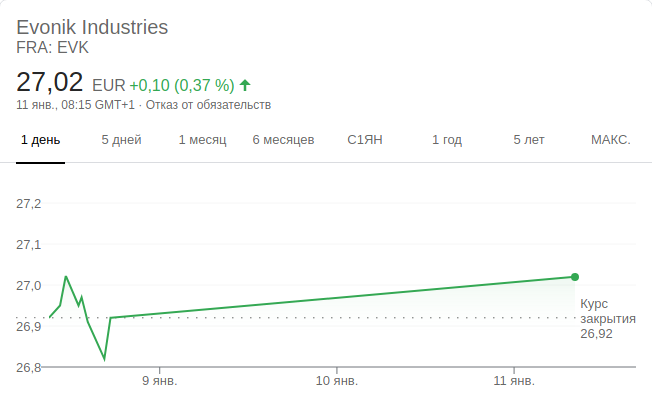 Evonik Industries
FRA: EVK
27,02 EUR +0,10 (0,37 %)
11 янв., 08:15 GMT+1 · Отказ от обязательств
1 день 5 дней 1 месяц 6 месяцев С1ЯН 1 год 5 лет МАКС.
27,2
27,1
27,0
26,9
26,8
Курс
закрытия
26,92
9 янв. 10 янв. 11 янв.